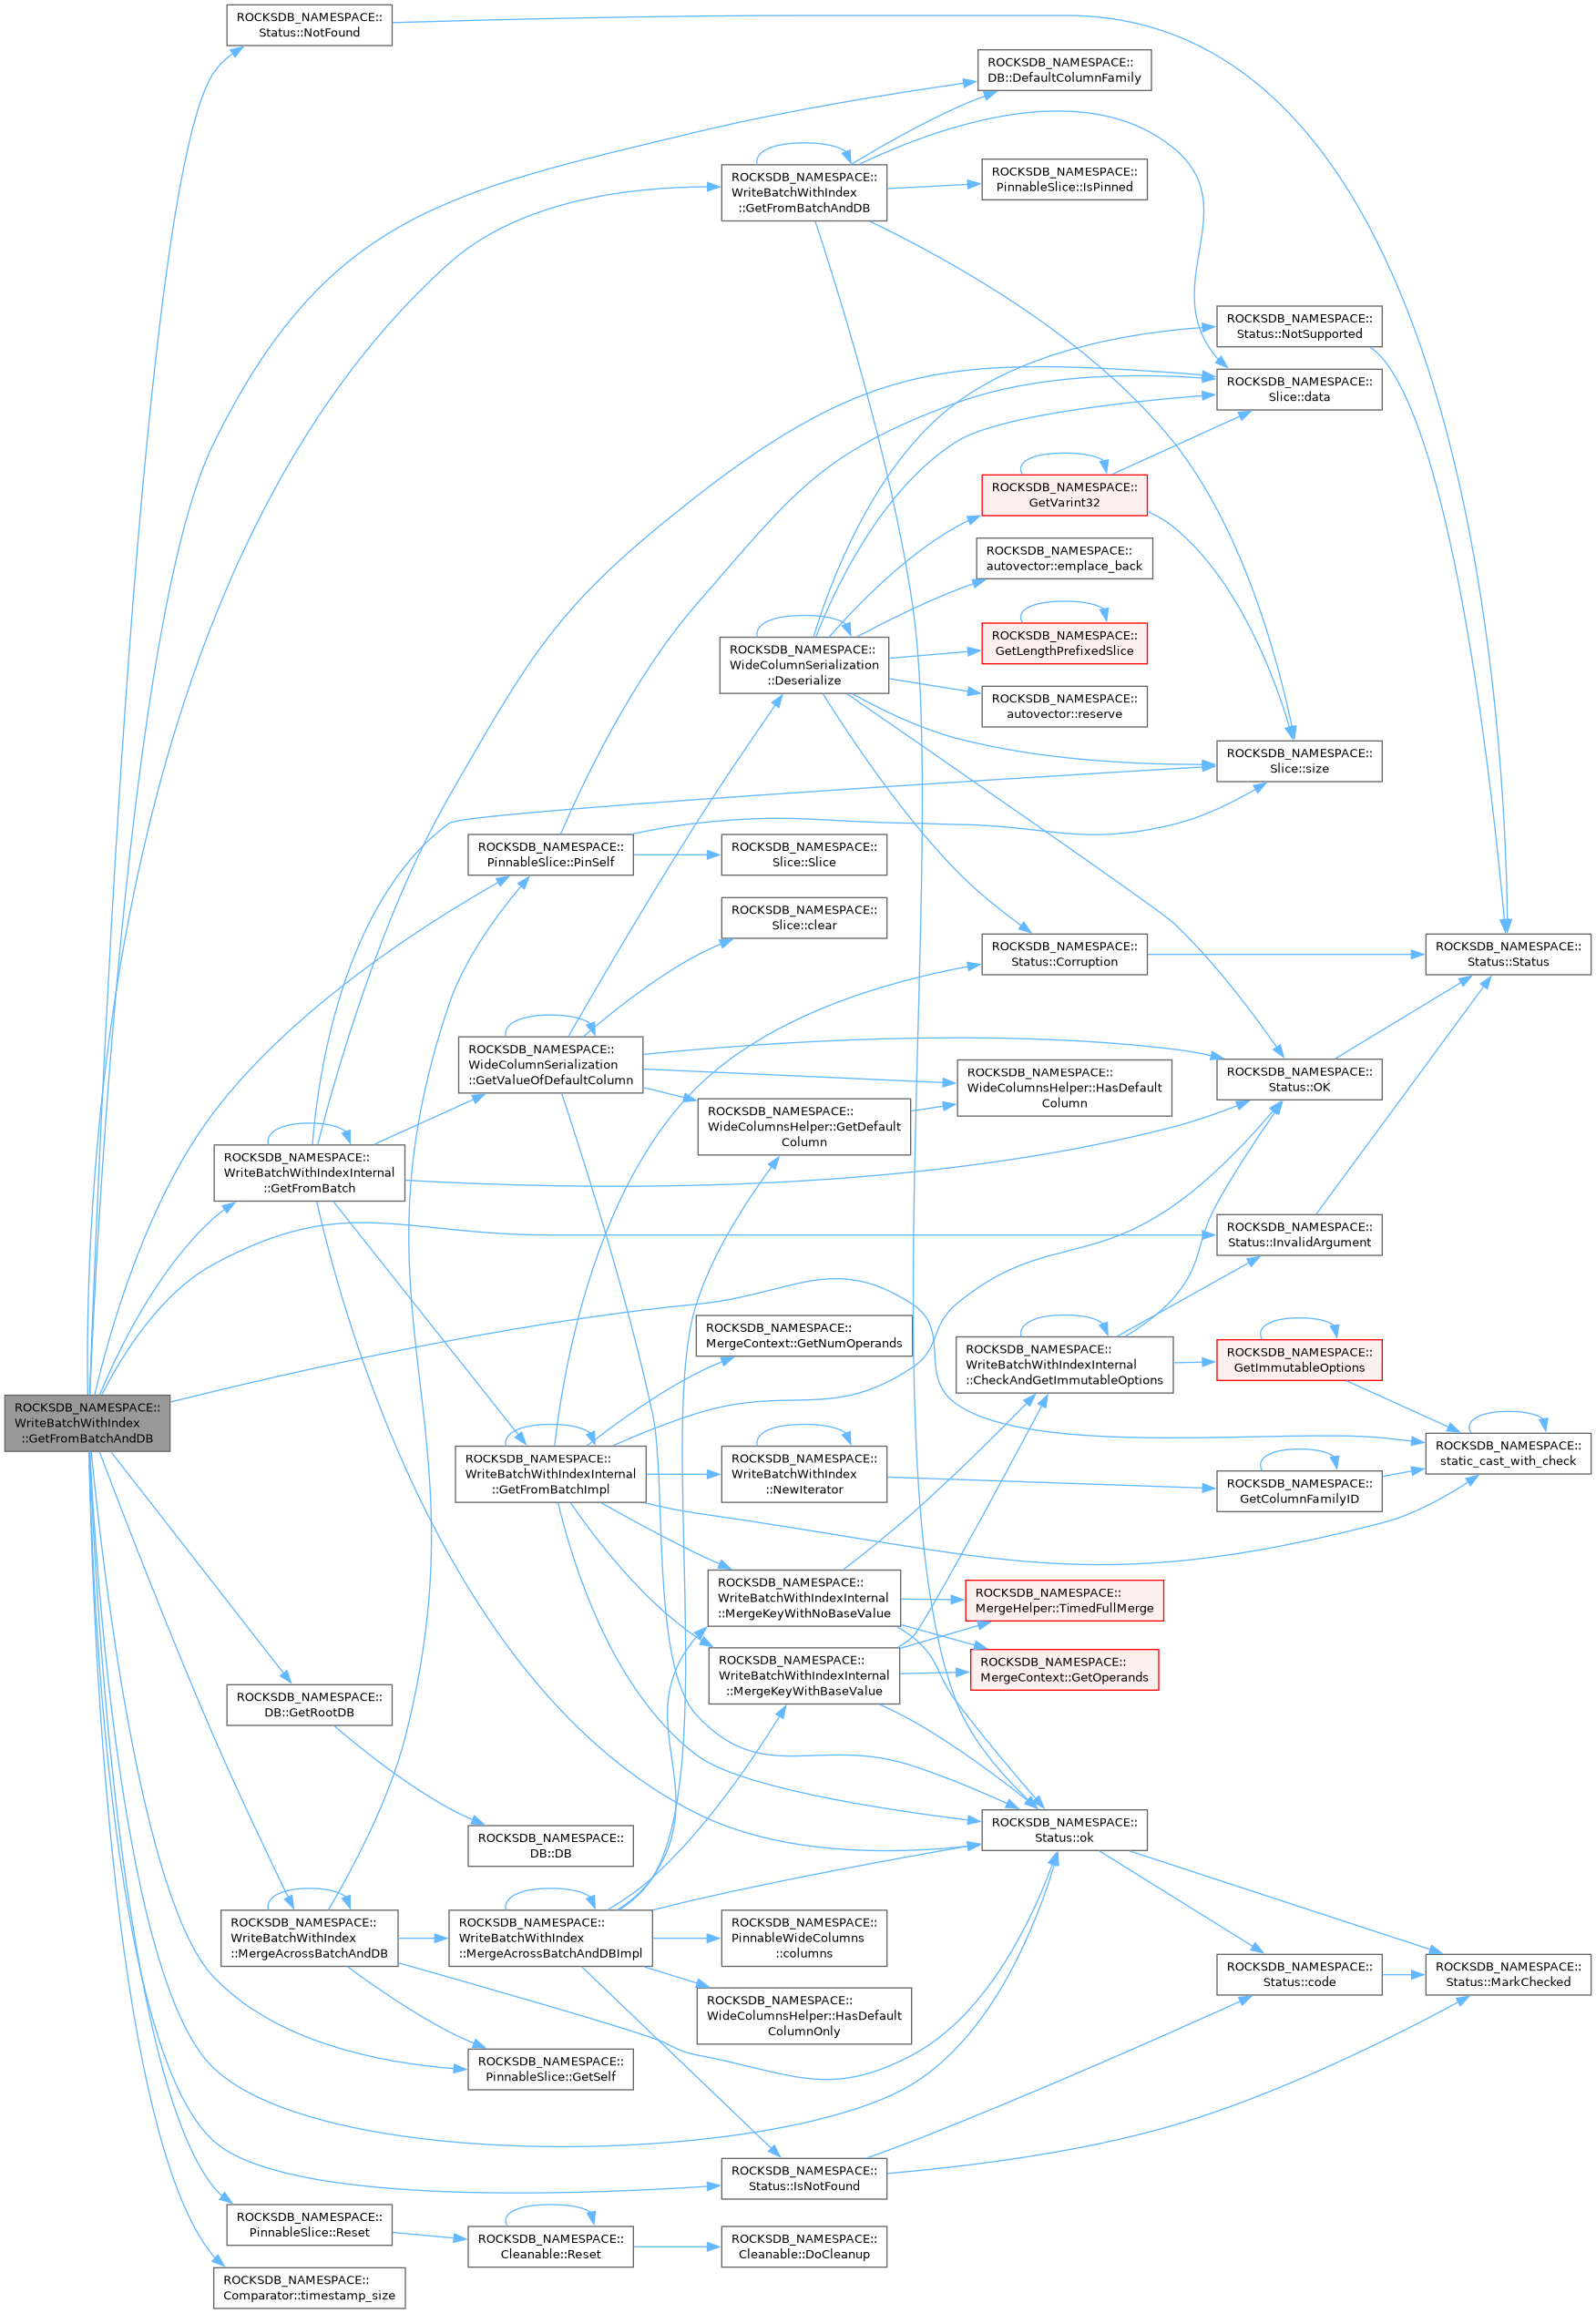 ROCKSDB_NAMESPACE::
Status::NotFound
ROCKSDB_NAMESPACE::
DB::DefaultColumnFamily
ROCKSDB_NAMESPACE::
WriteBatchWithIndex
::GetFromBatchAndDB
ROCKSDB_NAMESPACE::
PinnableSlice::IsPinned
ROCKSDB_NAMESPACE::
Status::NotSupported
ROCKSDB_NAMESPACE::
Slice::data
ROCKSDB_NAMESPACE::
GetVarint32
ROCKSDB_NAMESPACE::
autovector::emplace_back
ROCKSDB_NAMESPACE::
GetLengthPrefixedSlice
ROCKSDB_NAMESPACE::
WideColumnSerialization
::Deserialize
ROCKSDB_NAMESPACE::
autovector::reserve
ROCKSDB_NAMESPACE::
Slice::size
ROCKSDB_NAMESPACE::
PinnableSlice::PinSelf
ROCKSDB_NAMESPACE::
Slice::Slice
ROCKSDB_NAMESPACE::
Slice::clear
ROCKSDB_NAMESPACE::
Status::Corruption
ROCKSDB_NAMESPACE::
Status::Status
ROCKSDB_NAMESPACE::
WideColumnSerialization
::GetValueOfDefaultColumn
ROCKSDB_NAMESPACE::
WideColumnsHelper::HasDefault
Column
ROCKSDB_NAMESPACE::
Status::OK
ROCKSDB_NAMESPACE::
WideColumnsHelper::GetDefault
Column
ROCKSDB_NAMESPACE::
WriteBatchWithIndexInternal
::GetFromBatch
ROCKSDB_NAMESPACE::
Status::InvalidArgument
ROCKSDB_NAMESPACE::
MergeContext::GetNumOperands
ROCKSDB_NAMESPACE::
WriteBatchWithIndexInternal
::CheckAndGetImmutableOptions
ROCKSDB_NAMESPACE::
GetImmutableOptions
ROCKSDB_NAMESPACE::
WriteBatchWithIndex
::GetFromBatchAndDB
ROCKSDB_NAMESPACE::
static_cast_with_check
ROCKSDB_NAMESPACE::
WriteBatchWithIndexInternal
::GetFromBatchImpl
ROCKSDB_NAMESPACE::
WriteBatchWithIndex
::NewIterator
ROCKSDB_NAMESPACE::
GetColumnFamilyID
ROCKSDB_NAMESPACE::
WriteBatchWithIndexInternal
::MergeKeyWithNoBaseValue
ROCKSDB_NAMESPACE::
MergeHelper::TimedFullMerge
ROCKSDB_NAMESPACE::
WriteBatchWithIndexInternal
::MergeKeyWithBaseValue
ROCKSDB_NAMESPACE::
MergeContext::GetOperands
ROCKSDB_NAMESPACE::
DB::GetRootDB
ROCKSDB_NAMESPACE::
DB::DB
ROCKSDB_NAMESPACE::
Status::ok
ROCKSDB_NAMESPACE::
WriteBatchWithIndex
::MergeAcrossBatchAndDB
ROCKSDB_NAMESPACE::
WriteBatchWithIndex
::MergeAcrossBatchAndDBImpl
ROCKSDB_NAMESPACE::
PinnableWideColumns
::columns
ROCKSDB_NAMESPACE::
Status::code
ROCKSDB_NAMESPACE::
Status::MarkChecked
ROCKSDB_NAMESPACE::
WideColumnsHelper::HasDefault
ColumnOnly
ROCKSDB_NAMESPACE::
PinnableSlice::GetSelf
ROCKSDB_NAMESPACE::
Status::IsNotFound
ROCKSDB_NAMESPACE::
PinnableSlice::Reset
ROCKSDB_NAMESPACE::
Cleanable::Reset
ROCKSDB_NAMESPACE::
Cleanable::DoCleanup
ROCKSDB_NAMESPACE::
Comparator::timestamp_size